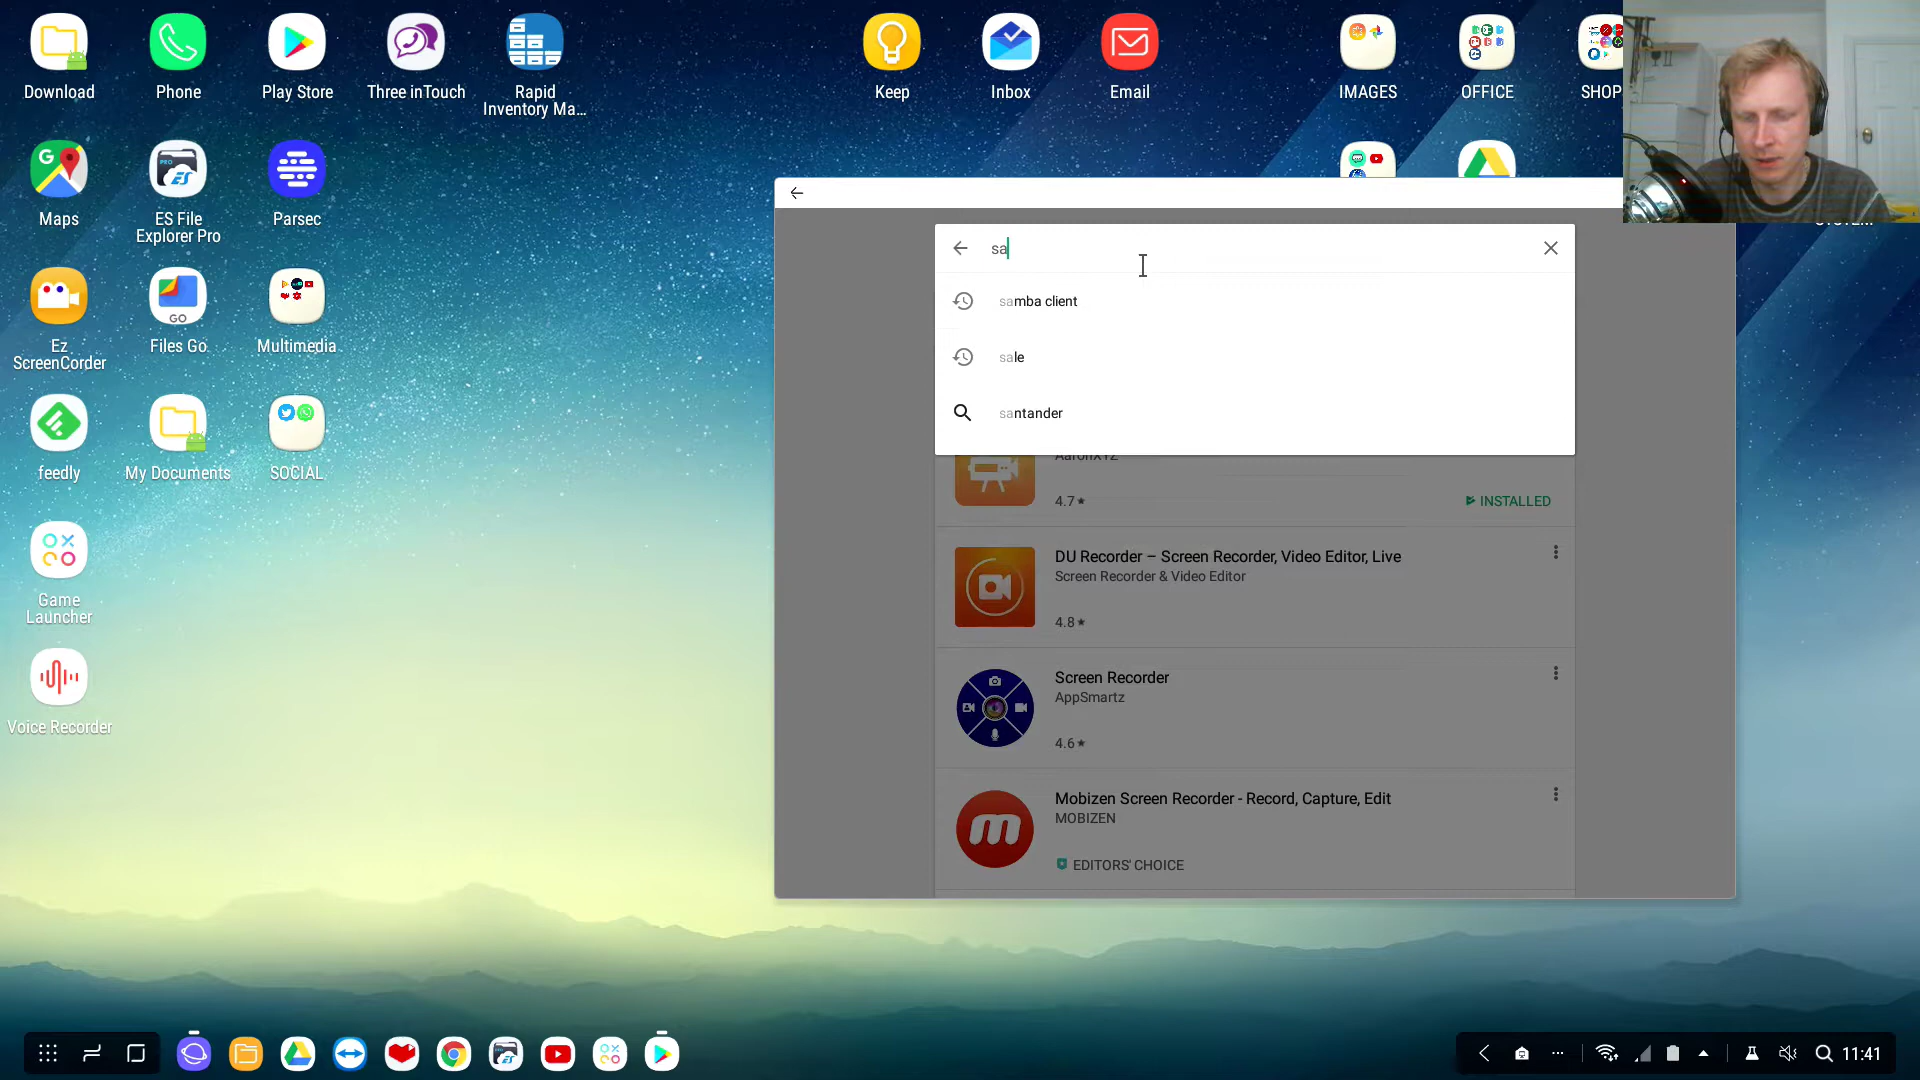 Download
Phone
Play Store
Three inTouch
Rapid
Inventory Ma...
Keep
Inbox
Email
IMAGES
OFFICE
SHOP
Maps
ES File
Explorer Pro
Parsec
Ez
ScreenCorder
Files Go
Multimedia
feedly
My Documents
SOCIAL
Game
Launcher
Voice Recorder
sa
samba client
sale
santander
AaronXYZ
4.7★
INSTALLED
DU Recorder – Screen Recorder, Video Editor, Live
Screen Recorder & Video Editor
4.8★
Screen Recorder
AppSmartz
4.6★
Mobizen Screen Recorder - Record, Capture, Edit
MOBIZEN
EDITORS' CHOICE
11:41